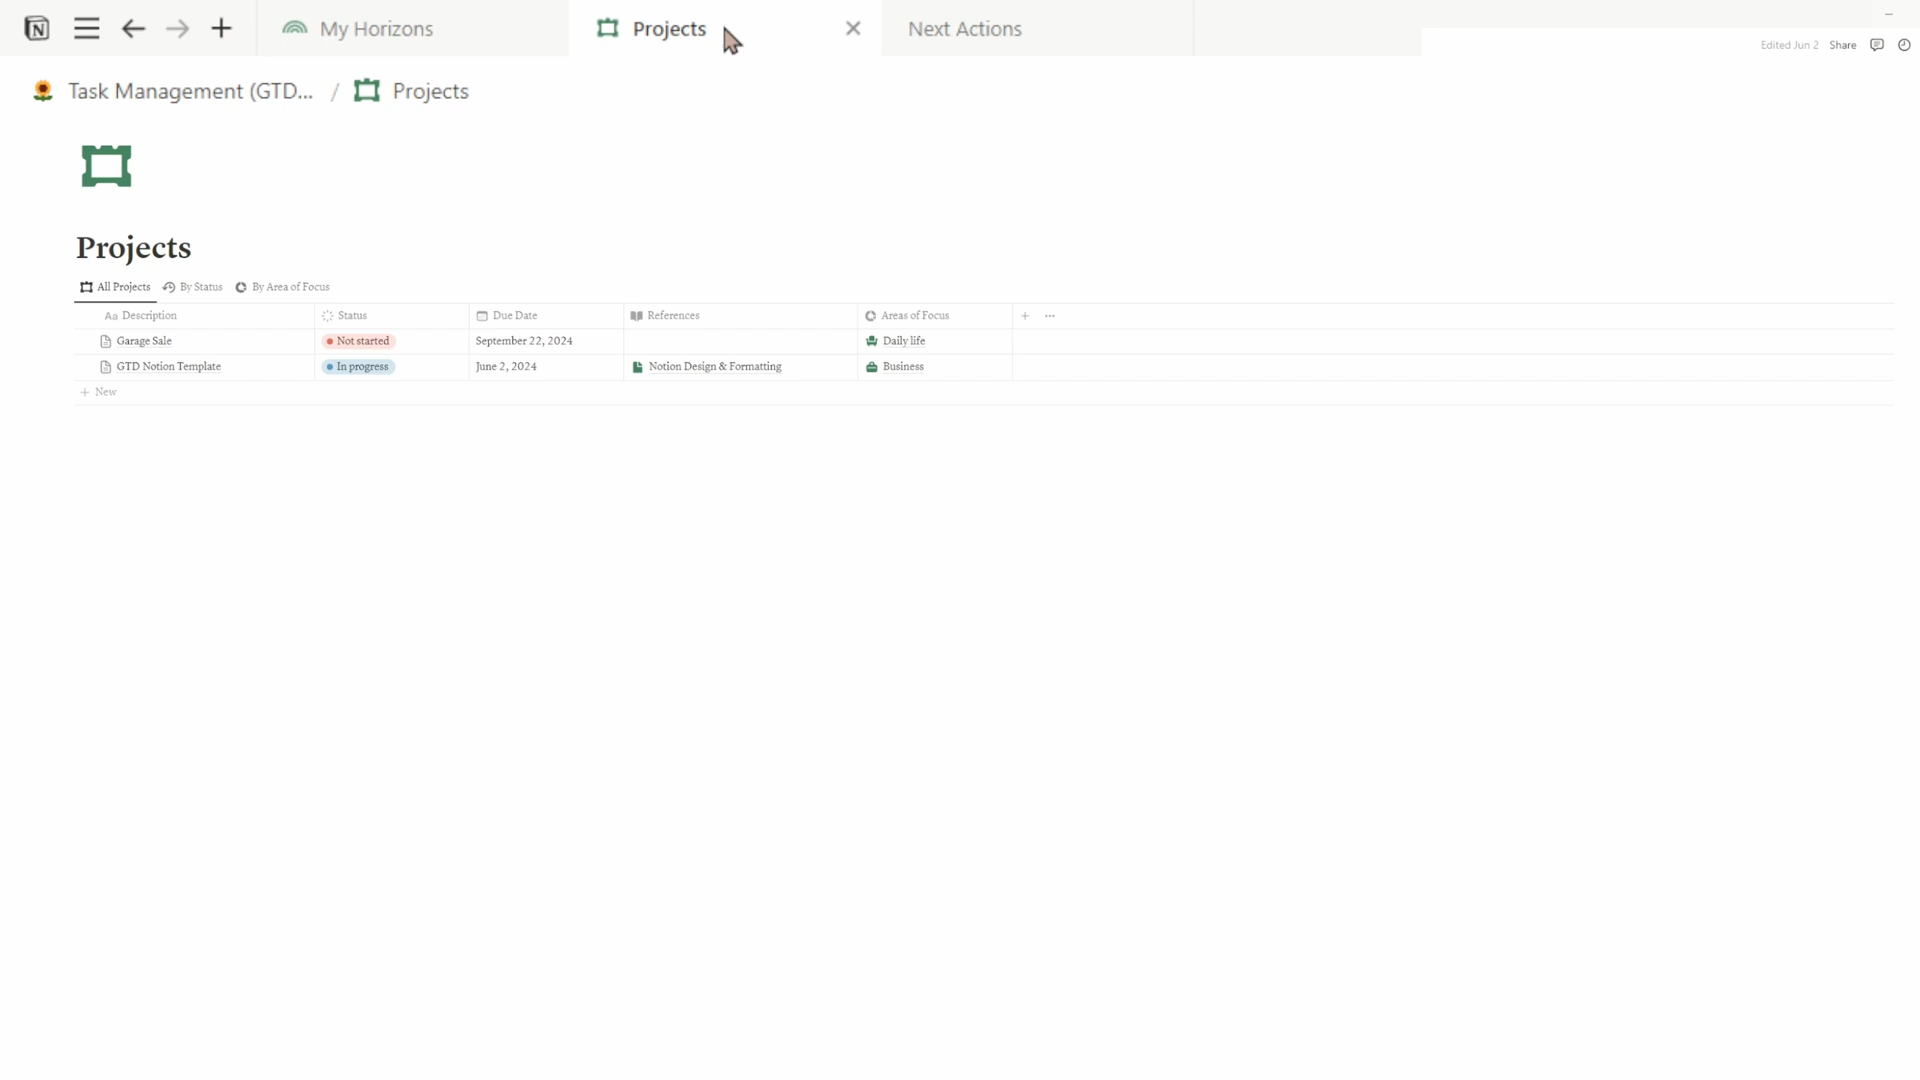 My Horizons
Projects
Next Actions
Edited Jun 2 Share
Task Management (GTD... / Projects
Projects
All Projects By Status By Area of Focus
Aa Description Status Due Date References Areas of Focus
Garage Sale Not started September 22, 2024 Daily life
GTD Notion Template In progress June 2, 2024 Notion Design & Formatting Business
+ New